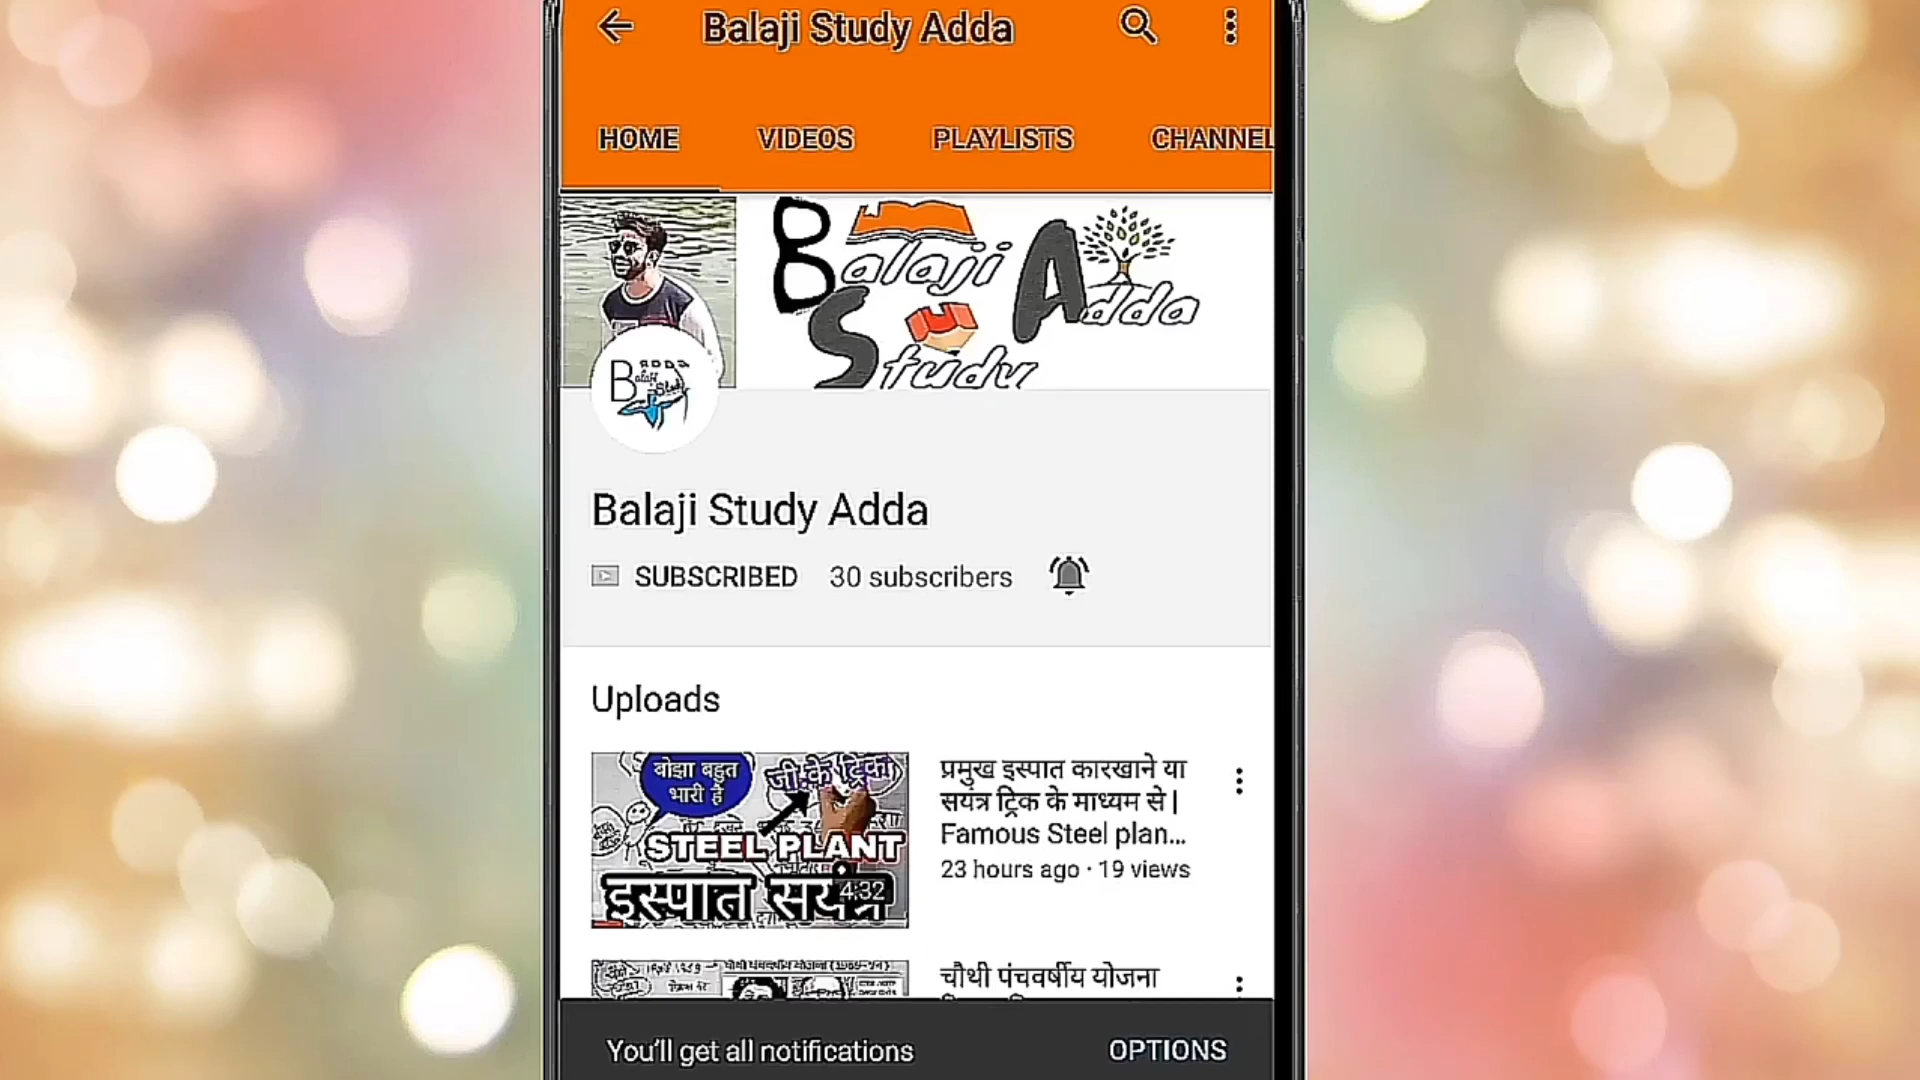 Balaji Study Adda
HOME VIDEOS PLAYLISTS CHANNEL
Balaji Adda
Study
Balaji Study Adda
SUBSCRIBED 30 subscribers
Uploads
बोझा बहुत
भारी है
जी के ट्रिक
STEEL PLANT
इस्पात सयंत्र
4:32
प्रमुख इस्पात कारखाने या
सयंत्र ट्रिक के माध्यम से |
Famous Steel plan...
23 hours ago · 19 views
चौथी पंचवर्षीय योजना
You'll get all notifications OPTIONS